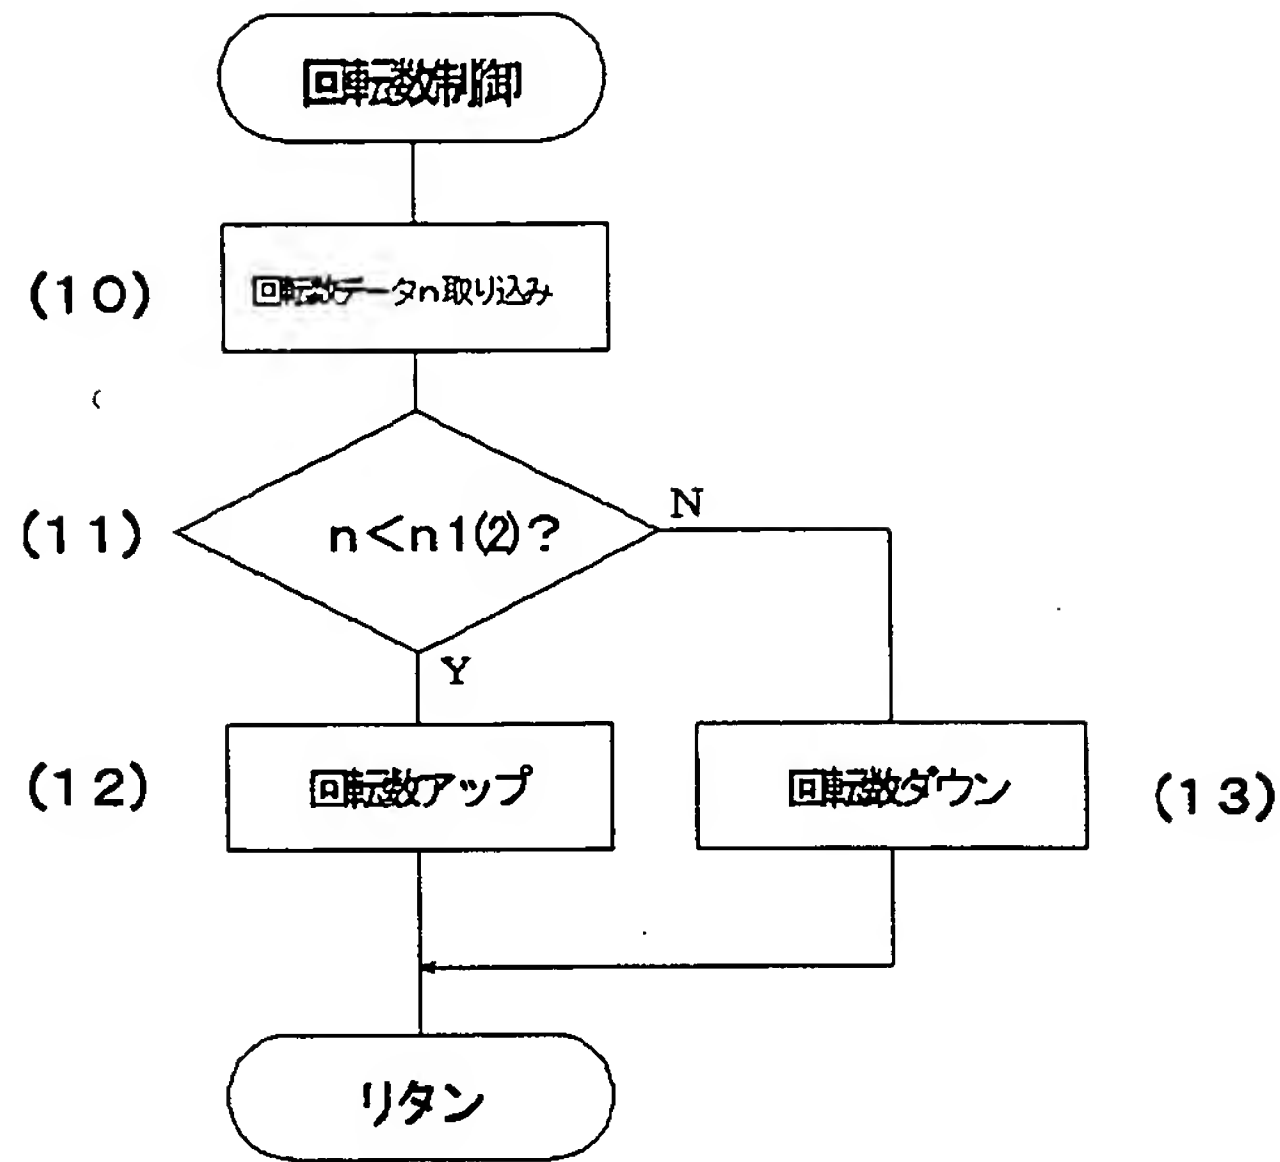 回転数制御
(10)
回転数データn取り込み
(11)
n<n1(2)?
N
Y
(12)
回転数アップ
回転数ダウン
(13)
リタン